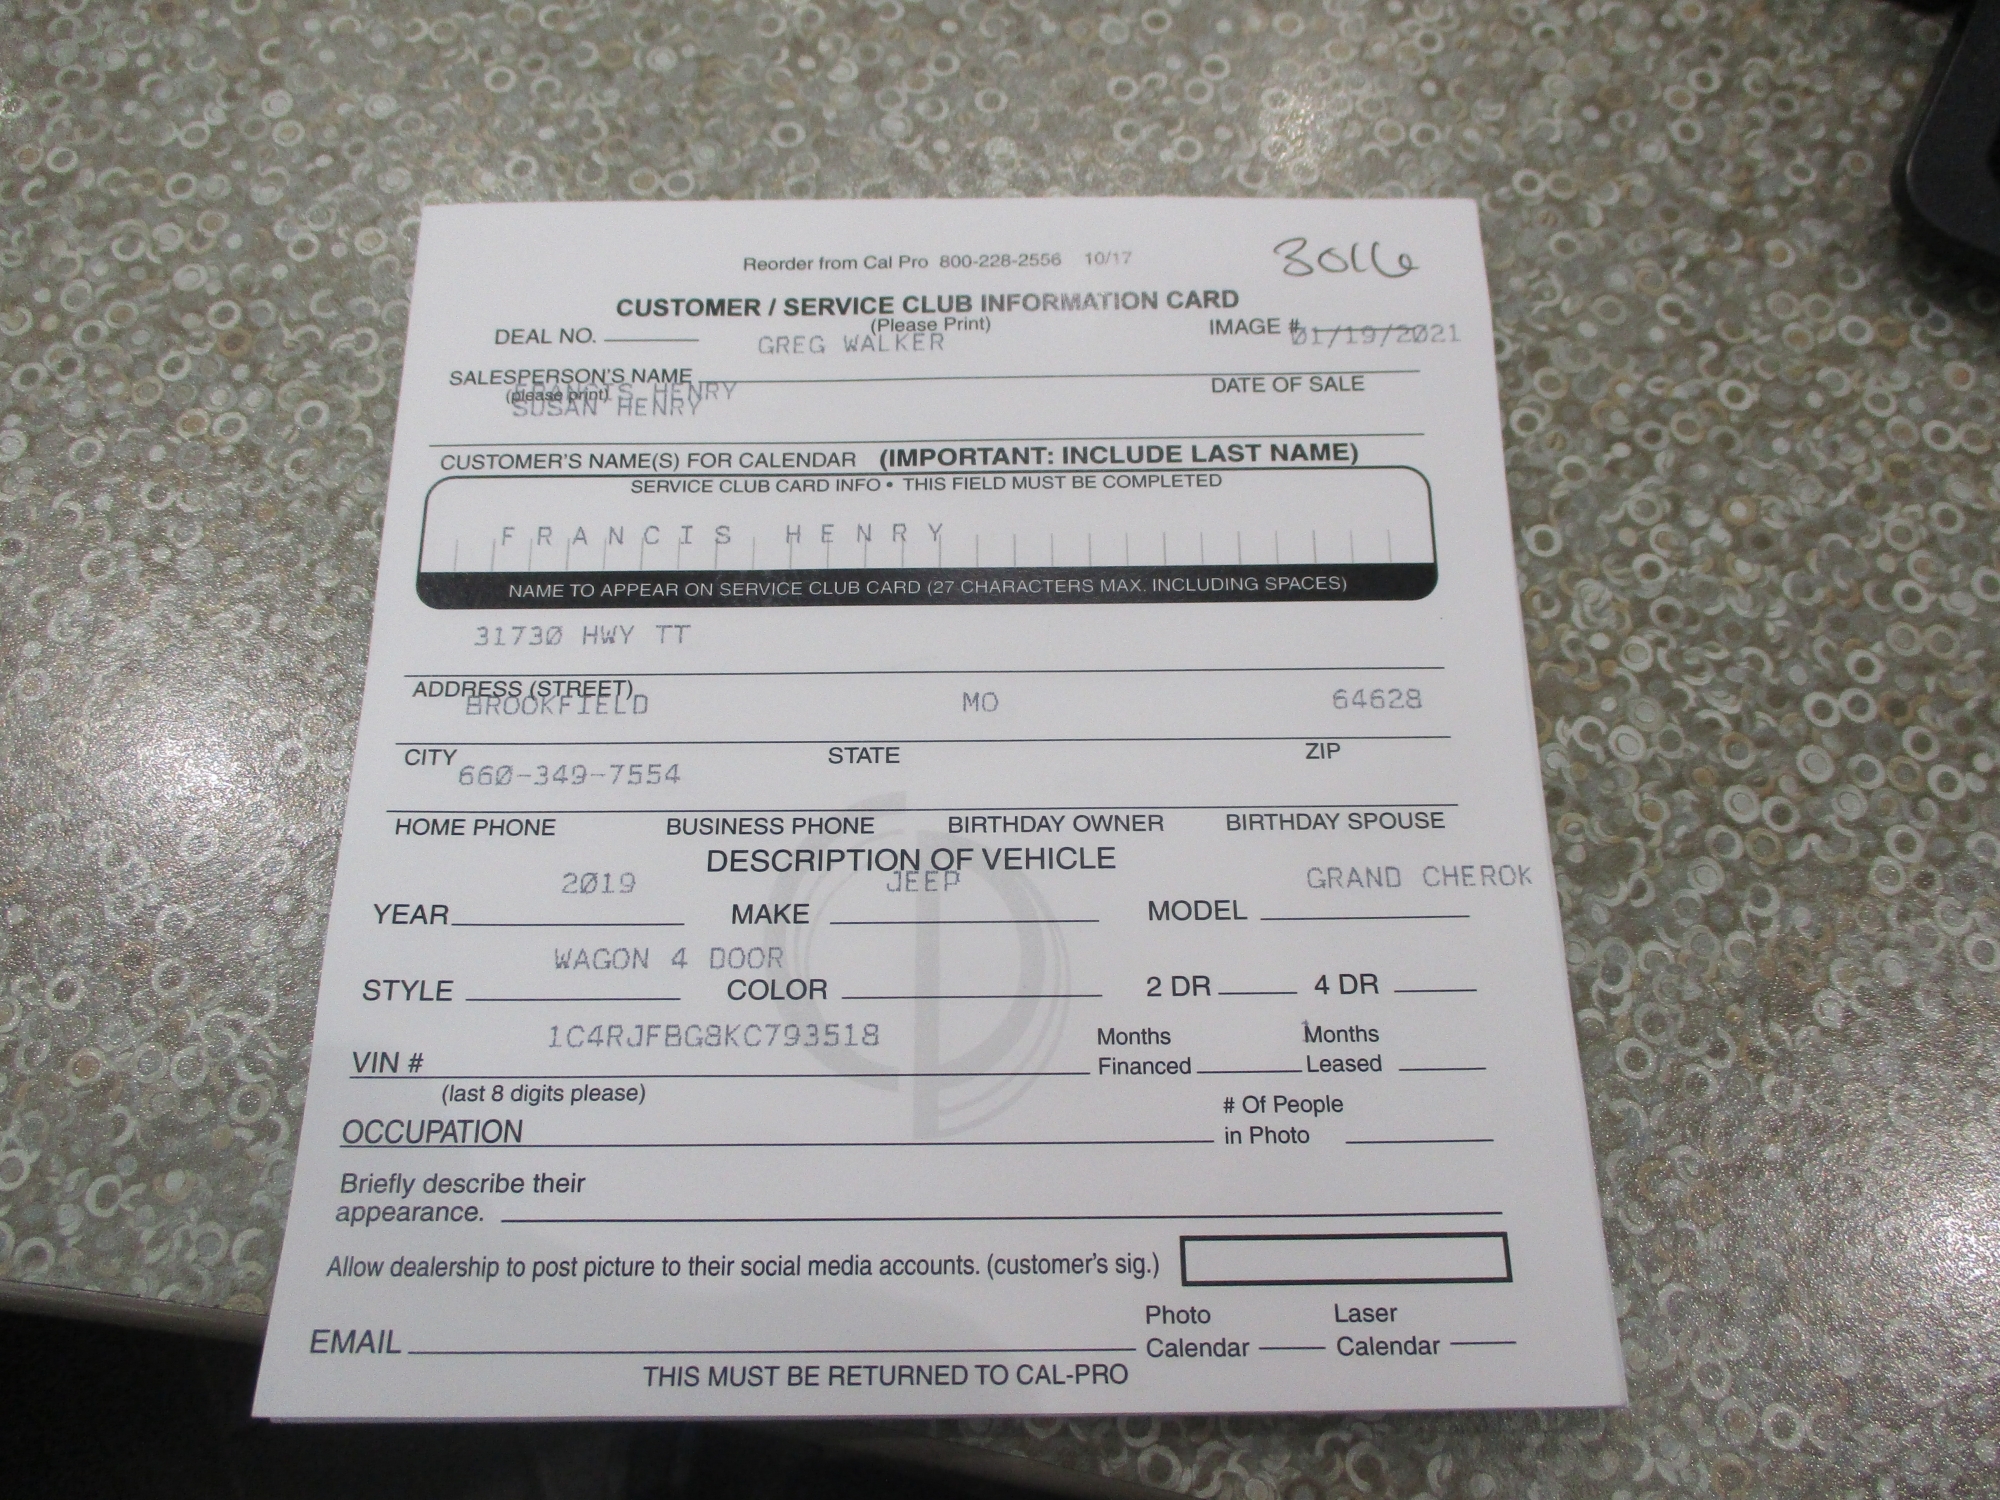 Reorder from Cal Pro 800-228-2556 10/17
3016
CUSTOMER / SERVICE CLUB INFORMATION CARD
(Please Print)
DEAL NO.
GREG WALKER
IMAGE # 01/19/2021
SALESPERSON'S NAME
(please print)
DATE OF SALE
FRANCIS HENRY
SUSAN HENRY
CUSTOMER'S NAME(S) FOR CALENDAR (IMPORTANT: INCLUDE LAST NAME)
SERVICE CLUB CARD INFO • THIS FIELD MUST BE COMPLETED
FRANCIS HENRY
NAME TO APPEAR ON SERVICE CLUB CARD (27 CHARACTERS MAX. INCLUDING SPACES)
31730 HWY TT
ADDRESS (STREET)
BROOKFIELD MO 64628
CITY STATE ZIP
660-349-7554
HOME PHONE BUSINESS PHONE BIRTHDAY OWNER BIRTHDAY SPOUSE
DESCRIPTION OF VEHICLE
2019 JEEP GRAND CHEROK
YEAR MAKE MODEL
WAGON 4 DOOR
STYLE COLOR 2 DR 4 DR
1C4RJFBG8KC793518
VIN # Months Financed Months Leased
(last 8 digits please)
OCCUPATION # Of People in Photo
Briefly describe their
appearance.
Allow dealership to post picture to their social media accounts. (customer's sig.)
EMAIL Photo Calendar Laser Calendar
THIS MUST BE RETURNED TO CAL-PRO